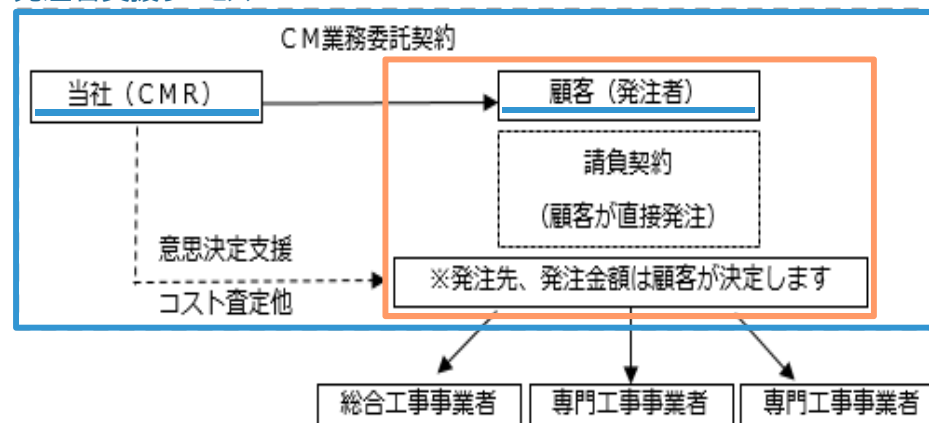 ＣＭ業務委託契約
当社（ＣＭＲ）
顧客（発注者）
請負契約
（顧客が直接発注）
意思決定支援
コスト査定他
※発注先、発注金額は顧客が決定します
総合工事事業者
専門工事事業者
専門工事事業者